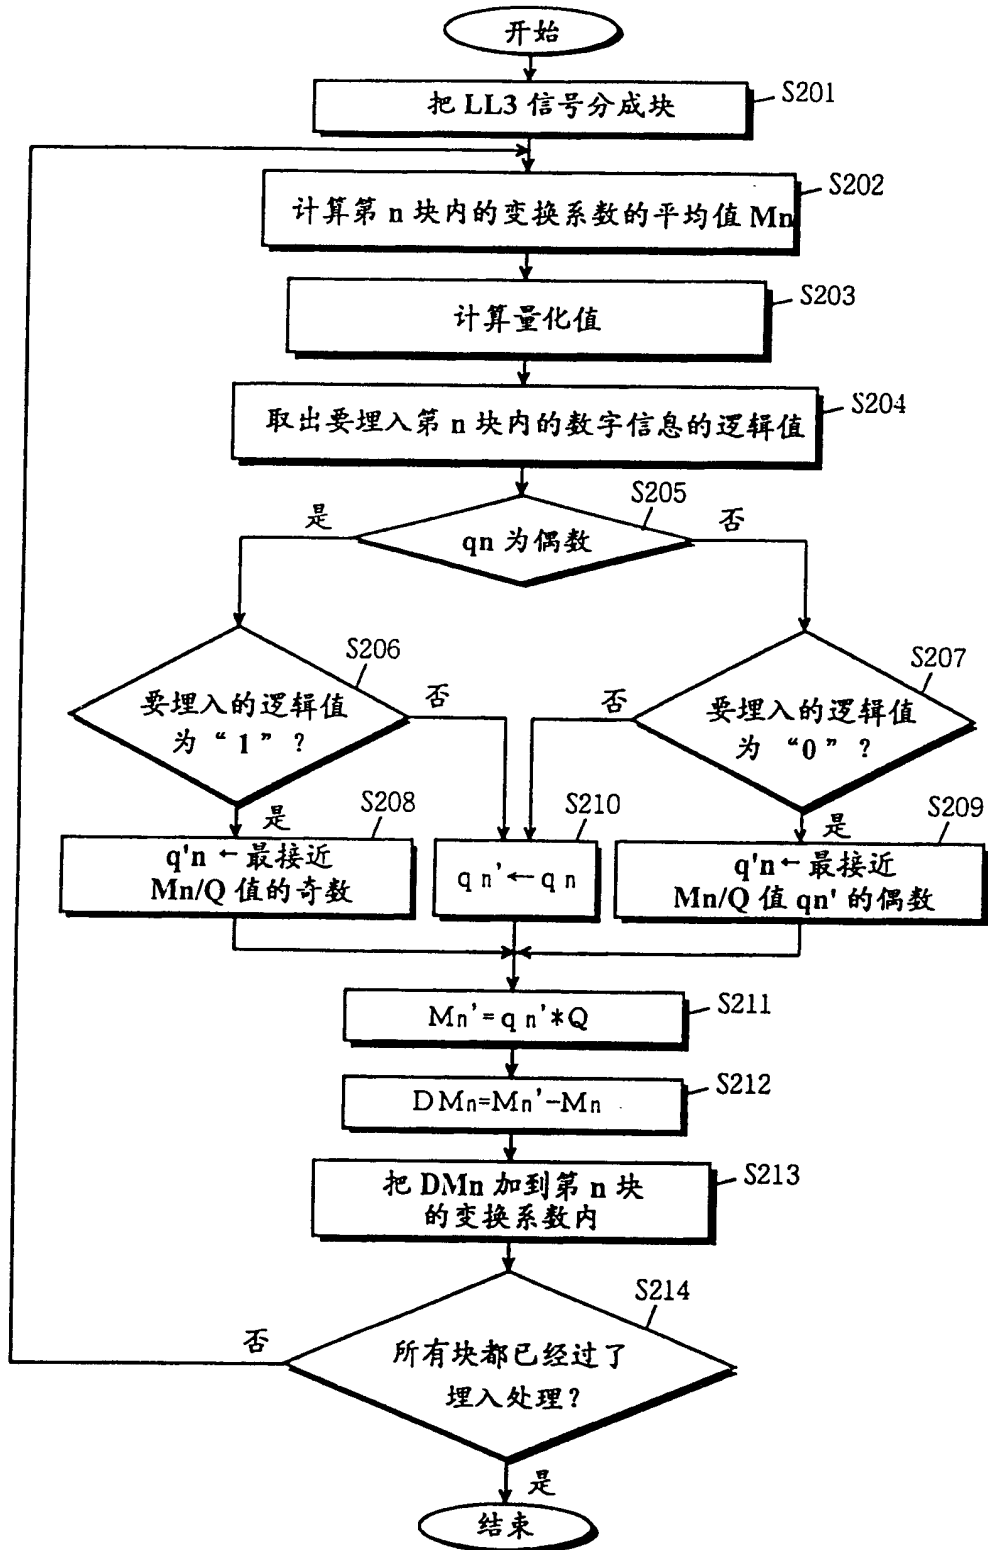 开始
把 LL3 信号分成块
S201
计算第 n 块内的变换系数的平均值 Mn
S202
计算量化值
S203
取出要埋入第 n 块内的数字信息的逻辑值
S204
S205
是
qn 为偶数
否
S206
要埋入的逻辑值
为“1”？
否
S207
否
要埋入的逻辑值
为“0”？
S208
是
q'n ← 最接近
Mn/Q 值的奇数
S210
qn'←qn
S209
是
q'n← 最接近
Mn/Q 值 qn' 的偶数
Mn'=qn'*Q
S211
DMn=Mn'-Mn
S212
把 DMn 加到第 n 块
的变换系数内
S213
S214
否
所有块都已经过了
埋入处理？
是
结束